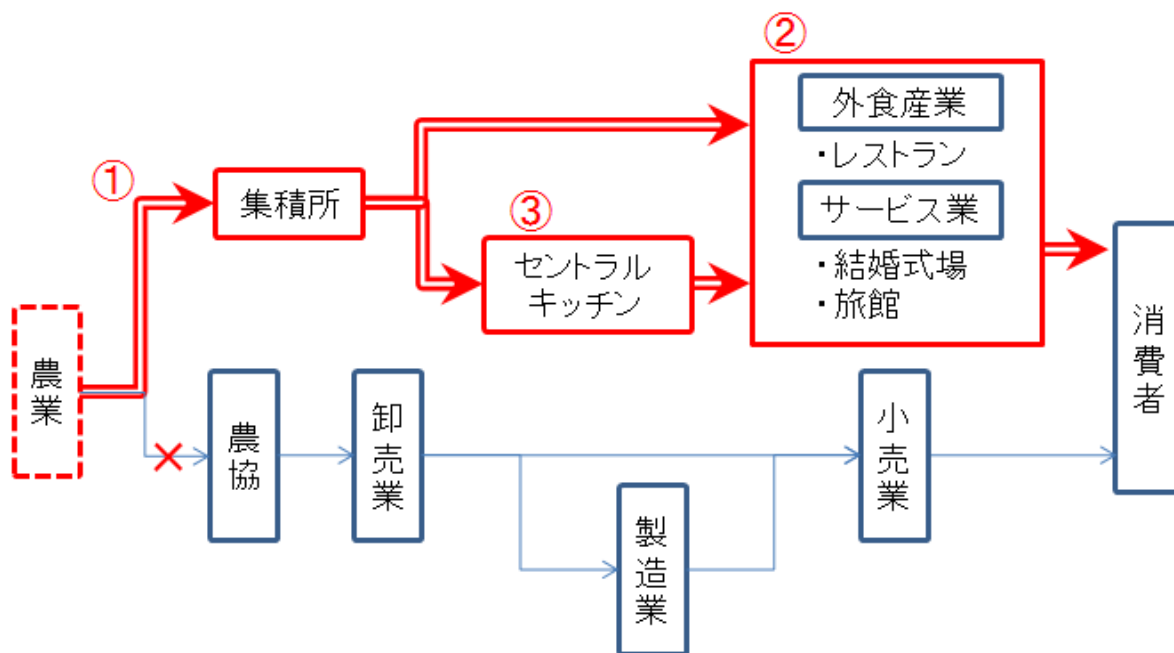 ②
外食産業
・レストラン
①
集積所
③
サービス業
セントラル
キッチン
・結婚式場
・旅館
消費者
農業
農協
卸売業
小売業
製造業